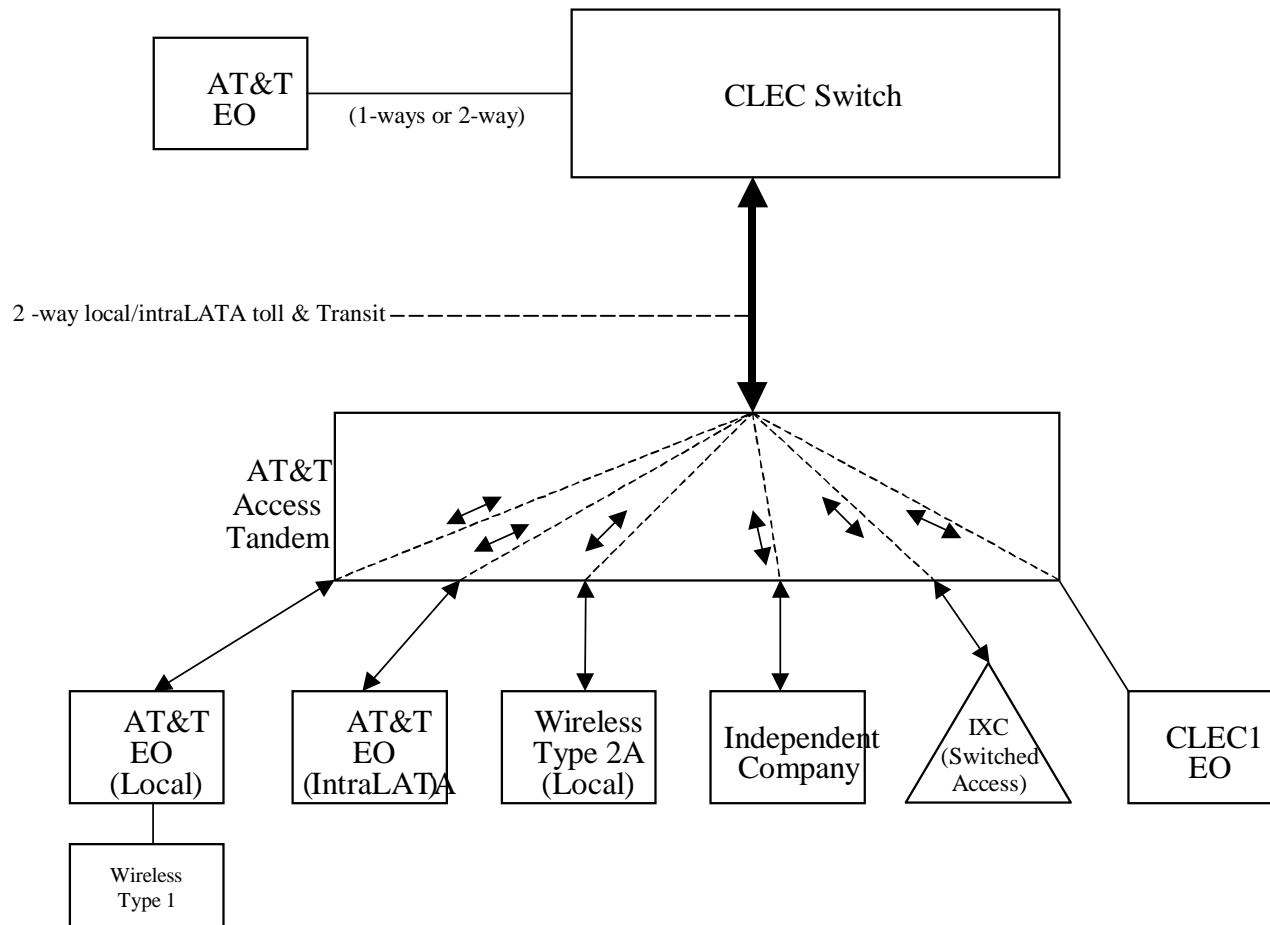 AT&T
EO
(1-ways or 2-way)
CLEC Switch
2 -way local/intraLATA toll & Transit
AT&T
Access
Tandem
AT&T
EO
(Local)
AT&T
EO
(IntraLAT)A
Wireless
Type 2A
(Local)
Independent
Company
IXC
(Switched
Access)
CLEC1
EO
Wireless
Type 1